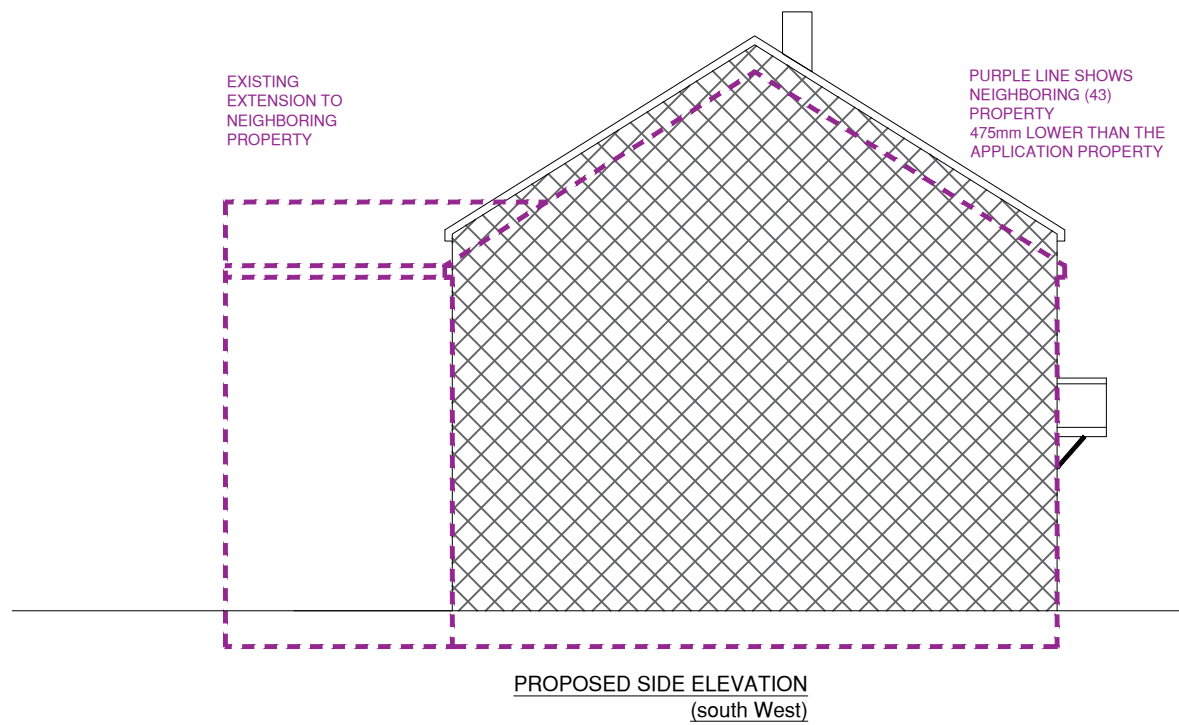 EXISTING
EXTENSION TO
NEIGHBORING
PROPERTY
PURPLE LINE SHOWS
NEIGHBORING (43)
PROPERTY
475mm LOWER THAN THE
APPLICATION PROPERTY
PROPOSED SIDE ELEVATION
(south West)